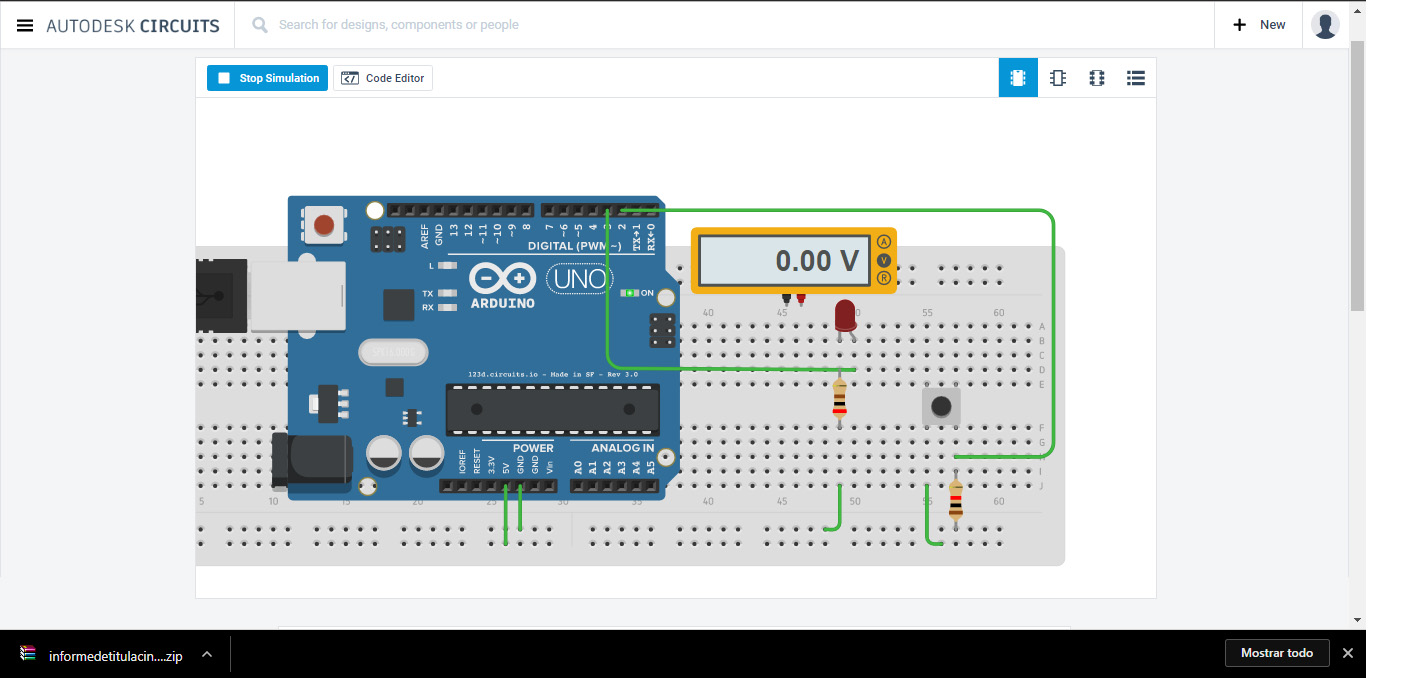 AUTODESK CIRCUITS
Search for designs, components or people
New
Stop Simulation
Code Editor
AREF
GND
13
12
~11
~10
~9
8
7
~6
~5
4
2
TX→1
RX←0
DIGITAL (PWM~)
L
TX
RX
UNO
ARDUINO
ON
0.00 V
A
V
R
40
45
50
55
60
A
B
C
D
E
123d.circuits.io - Made in SF - Rev 3.0
POWER
ANALOG IN
IOREF
RESET
3.3V
5V
GND
GND
Vin
A0
A1
A2
A3
A4
A5
F
G
H
I
J
5
10
15
20
25
30
35
40
45
50
55
60
informedetitulacin....zip
Mostrar todo